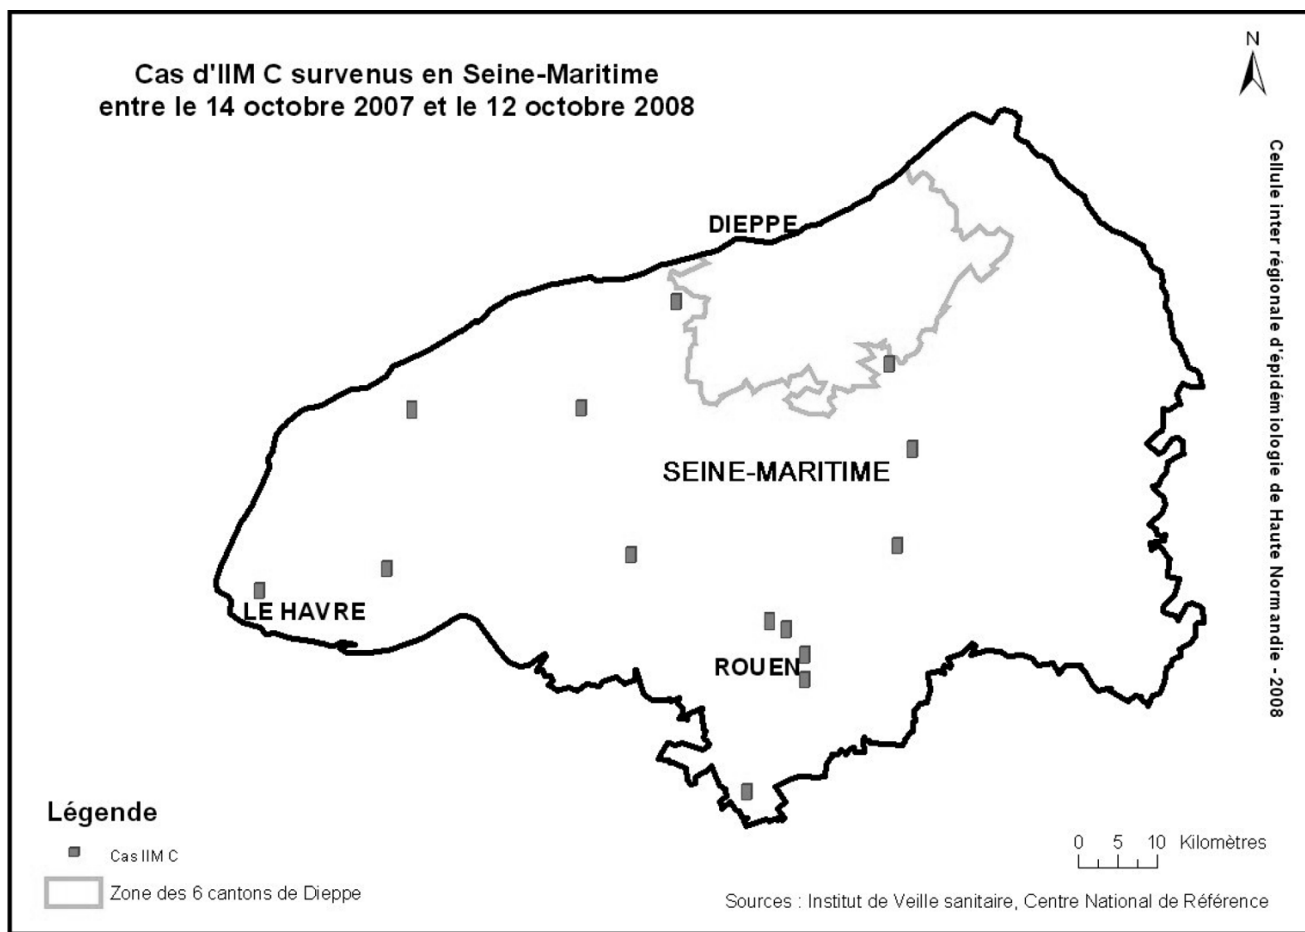 Cas d'IIM C survenus en Seine-Maritime
entre le 14 octobre 2007 et le 12 octobre 2008
N
Cellule inter régionale d'épidémiologie de Haute Normandie - 2008
DIEPPE
SEINE-MARITIME
LE HAVRE
ROUEN
Légende
Cas IIM C
Zone des 6 cantons de Dieppe
0 5 10 Kilomètres
Sources : Institut de Veille sanitaire, Centre National de Référence